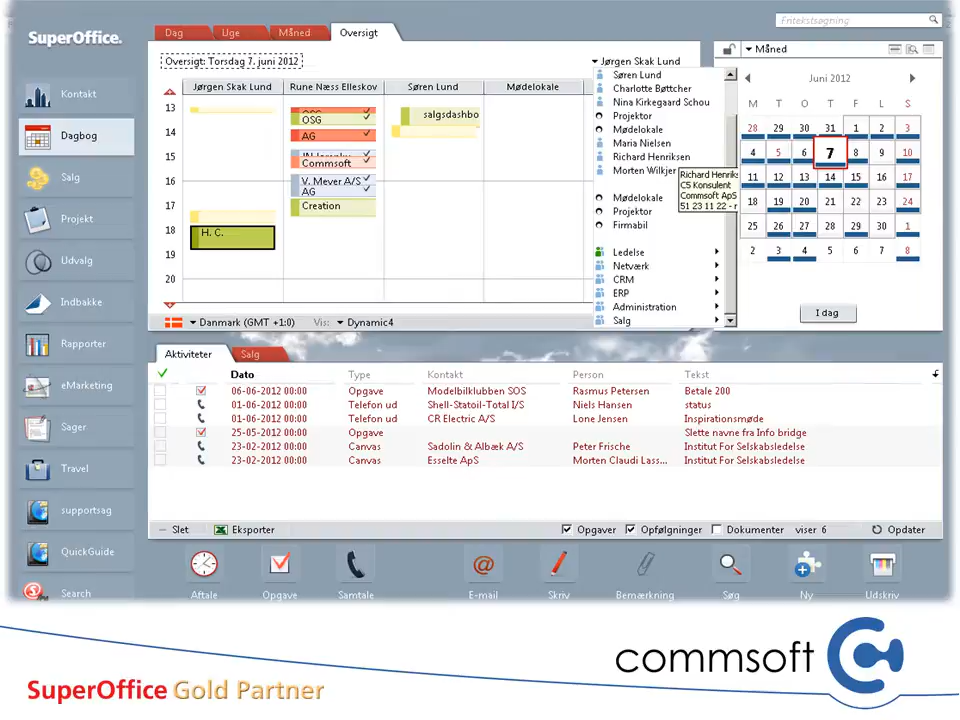 SuperOffice.
Dag
Uge
Måned
Oversigt
Fritekstsøgning
Oversigt: Torsdag 7. juni 2012
Jørgen Skak Lund
Rune Næss Elleskov
Søren Lund
Mødelokale
13
14
15
16
17
18
19
20
OSG
AG
Commsoft
V. Meyer A/S
AG
Creation
salgsdashbo
H. C.
Jørgen Skak Lund
Søren Lund
Charlotte Bøttcher
Nina Kirkegaard Schou
Projektor
Mødelokale
Maria Nielsen
Richard Henriksen
Morten Wilkjer
Mødelokale
Projektor
Firmabil
Ledelse
Netværk
CRM
ERP
Administration
Salg
Richard Henriks
C5 Konsulent
Commsoft ApS
51 23 11 22 - r
Måned
Juni 2012
M T O T F L S
28 29 30 31 1 2 3
4 5 6 7 8 9 10
11 12 13 14 15 16 17
18 19 20 21 22 23 24
25 26 27 28 29 30 1
2 3 4 5 6 7 8
I dag
Danmark (GMT +1:0)
Vis:
Dynamic4
Kontakt
Dagbog
Salg
Projekt
Udvalg
Indbakke
Rapporter
eMarketing
Sager
Travel
supportsag
QuickGuide
Search
Aktiviteter
Salg
Dato Type Kontakt Person Tekst
06-06-2012 00:00 Opgave Modelbilklubben SOS Rasmus Petersen Betale 200
01-06-2012 00:00 Telefon ud Shell-Statoil-Total I/S Niels Hansen status
01-06-2012 00:00 Telefon ud CR Electric A/S Lone Jensen Inspirationsmøde
25-05-2012 00:00 Opgave Slette navne fra Info bridge
23-02-2012 00:00 Canvas Sadolin & Albæk A/S Peter Frische Institut For Selskabsledelse
23-02-2012 00:00 Canvas Esselte ApS Morten Claudi Lass... Institut For Selskabsledelse
Slet
Eksporter
Opgaver
Opfølgninger
Dokumenter
viser 6
Opdater
Aftale
Opgave
Samtale
E-mail
Skriv
Bemærkning
Søg
Ny
Udskriv
commsoft
SuperOffice Gold Partner